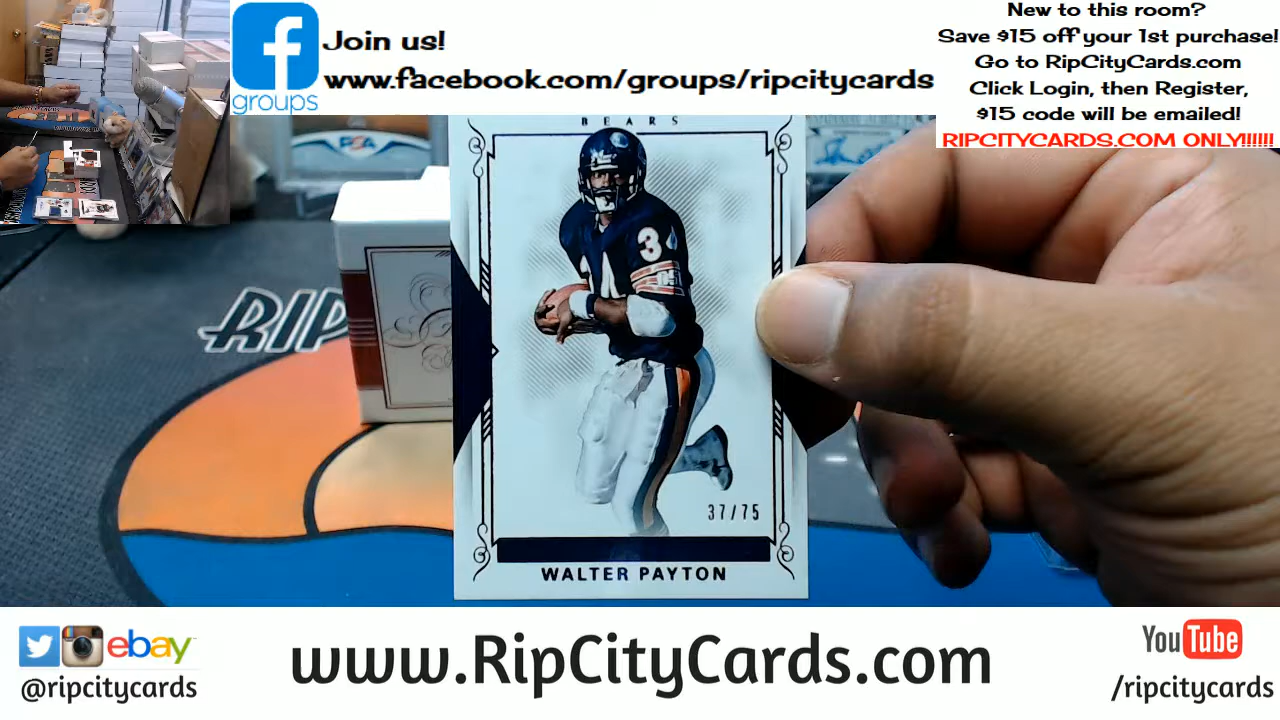 Join us!
www.facebook.com/groups/ripcitycards
groups
New to this room?
Save $15 off your 1st purchase!
Go to RipCityCards.com
Click Login, then Register,
$15 code will be emailed!
RIPCITYCARDS.COM ONLY!!!!!!
PSA
BEARS
34
RIP
37/75
WALTER PAYTON
ebay
@ripcitycards
www.RipCityCards.com
YouTube
/ripcitycards